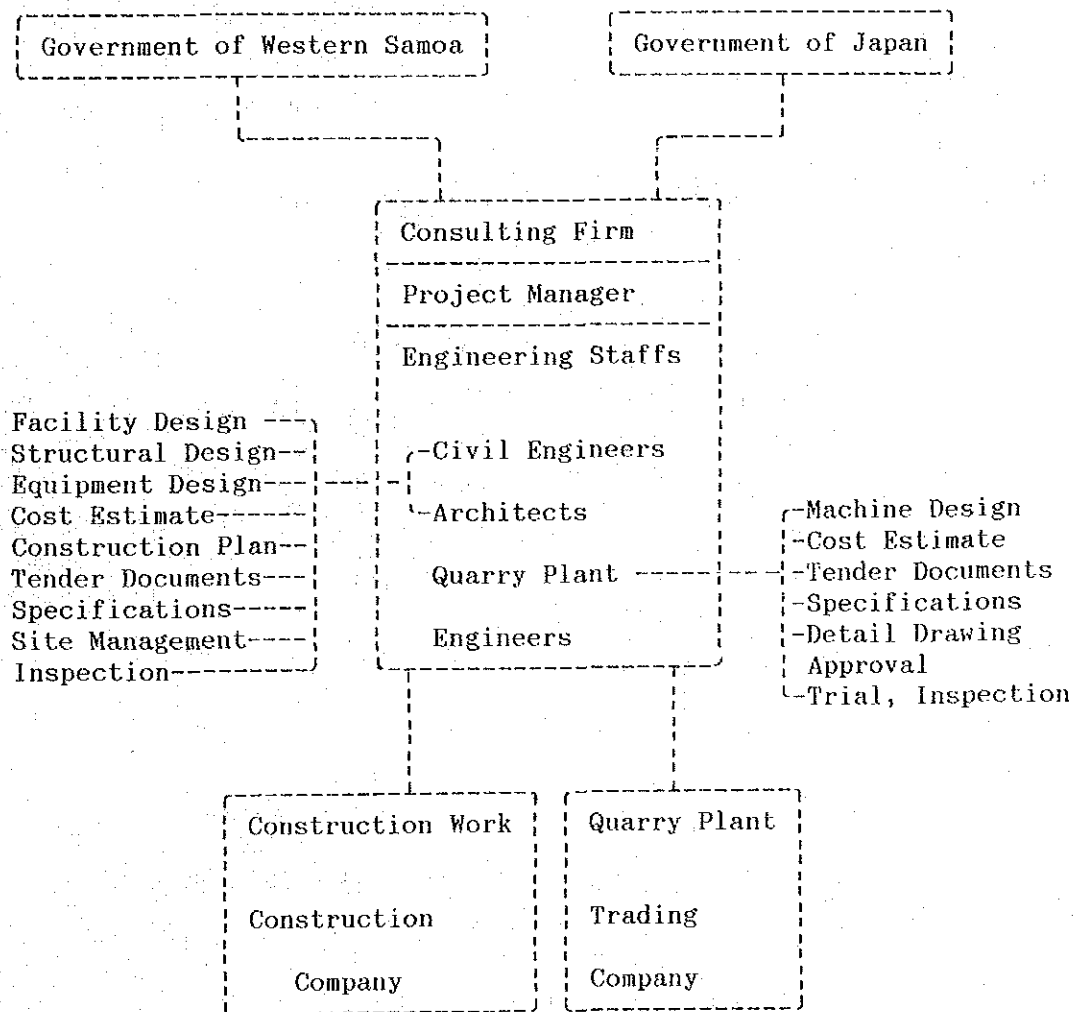 Government of Western Samoa
Government of Japan
Consulting Firm
Project Manager
Engineering Staffs
Facility Design
Structural Design
Equipment Design
Cost Estimate
Construction Plan
Tender Documents
Specifications
Site Management
Inspection
Civil Engineers
Architects
Quarry Plant
Engineers
Machine Design
Cost Estimate
Tender Documents
Specifications
Detail Drawing
Approval
Trial, Inspection
Construction Work
Construction
Company
Quarry Plant
Trading
Company